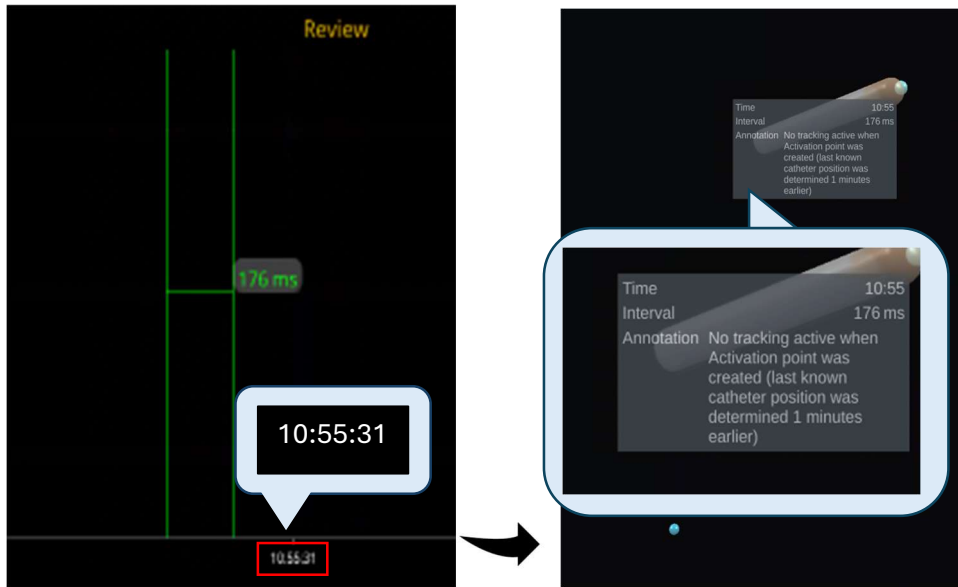 Review
176 ms
10:55:31
10:55:31
Time 10:55
Interval 176 ms
Annotation No tracking active when
Activation point was
created (last known
catheter position was
determined 1 minutes
earlier)
Time 10:55
Interval 176 ms
Annotation No tracking active when
Activation point was
created (last known
catheter position was
determined 1 minutes
earlier)